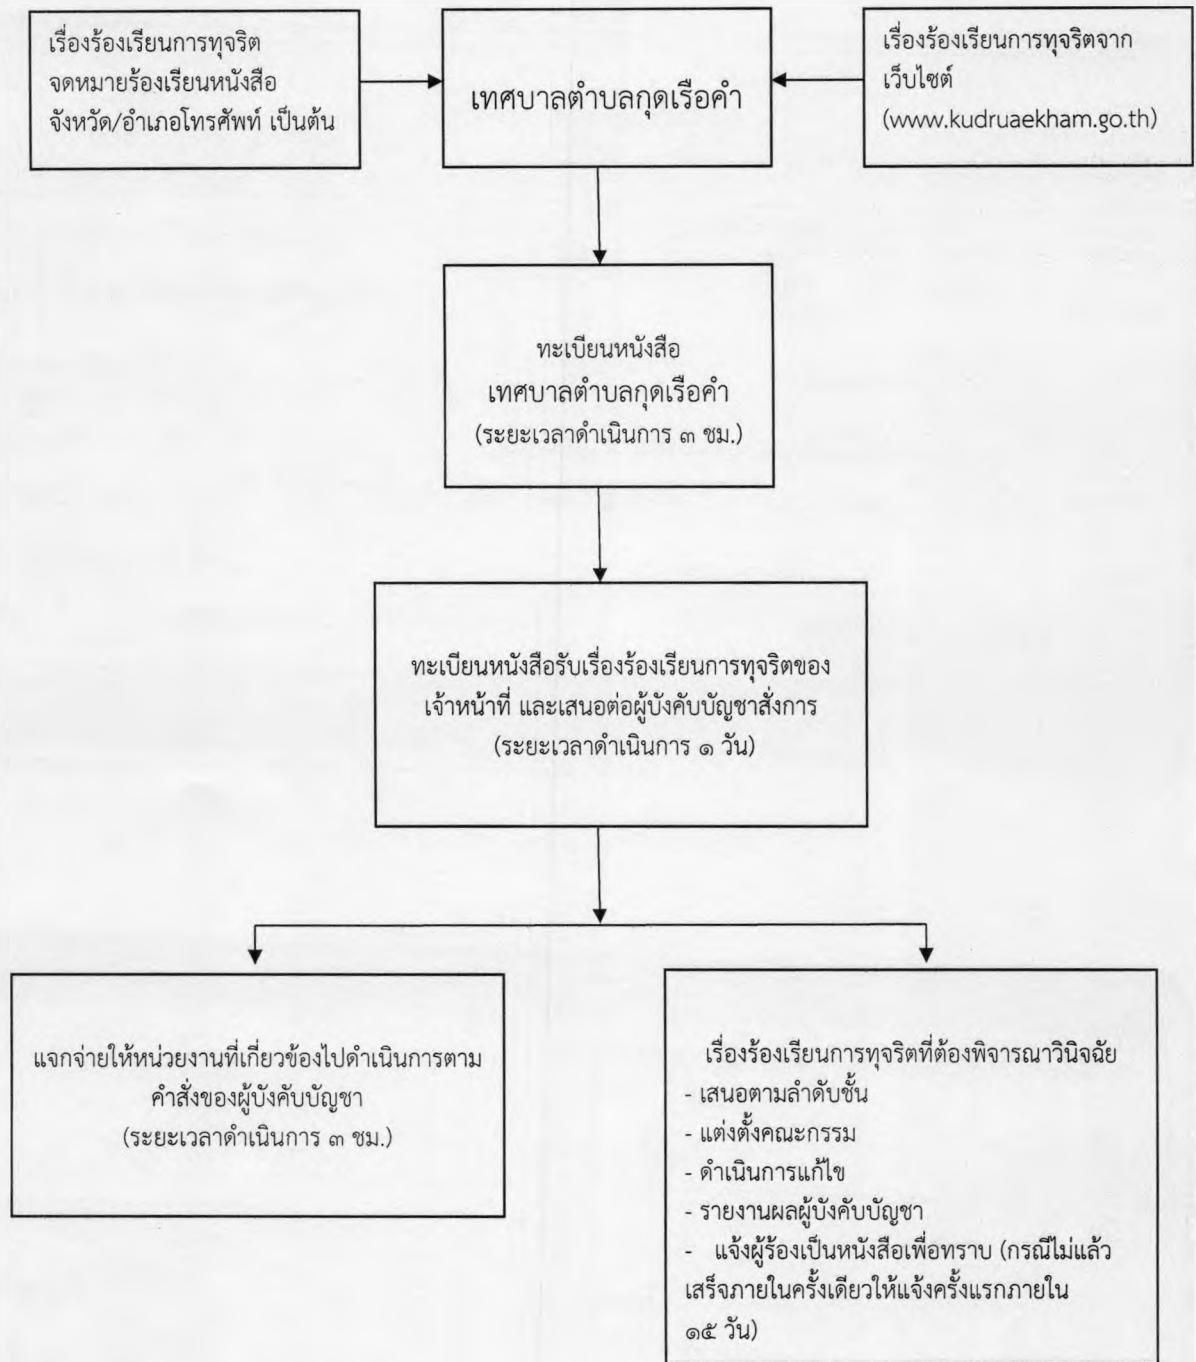 เรื่องร้องเรียนการทุจริต
จดหมายร้องเรียนหนังสือ
จังหวัด/อำเภอโทรศัพท์ เป็นต้น
เทศบาลตำบลกุดเรือคำ
เรื่องร้องเรียนการทุจริตจาก
เว็บไซต์
(www.kudruaekham.go.th)
ทะเบียนหนังสือ
เทศบาลตำบลกุดเรือคำ
(ระยะเวลาดำเนินการ ๓ ชม.)
ทะเบียนหนังสือรับเรื่องร้องเรียนการทุจริตของ
เจ้าหน้าที่ และเสนอต่อผู้บังคับบัญชาสั่งการ
(ระยะเวลาดำเนินการ ๑ วัน)
แจกจ่ายให้หน่วยงานที่เกี่ยวข้องไปดำเนินการตาม
คำสั่งของผู้บังคับบัญชา
(ระยะเวลาดำเนินการ ๓ ชม.)
เรื่องร้องเรียนการทุจริตที่ต้องพิจารณาวินิจฉัย
- เสนอตามลำดับชั้น
- แต่งตั้งคณะกรรม
- ดำเนินการแก้ไข
- รายงานผลผู้บังคับบัญชา
- แจ้งผู้ร้องเป็นหนังสือเพื่อทราบ (กรณีไม่แล้ว
เสร็จภายในครั้งเดียวให้แจ้งครั้งแรกภายใน
๑๕ วัน)